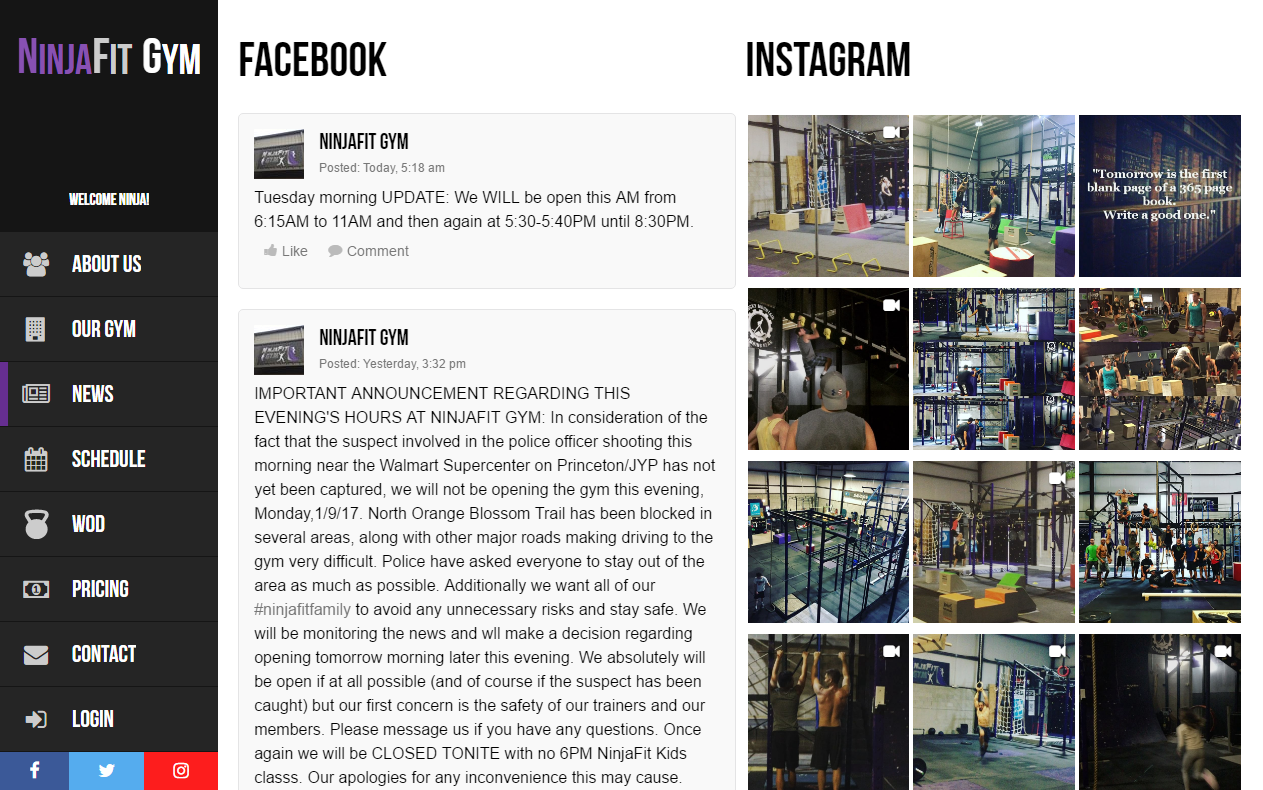 NINJAFIT GYM
WELCOME NINJA!
ABOUT US
OUR GYM
NEWS
SCHEDULE
WOD
PRICING
CONTACT
LOGIN
FACEBOOK
NINJAFIT GYM
Posted: Today, 5:18 am
Tuesday morning UPDATE: We WILL be open this AM from
6:15AM to 11AM and then again at 5:30-5:40PM until 8:30PM.
Like Comment
NINJAFIT GYM
Posted: Yesterday, 3:32 pm
IMPORTANT ANNOUNCEMENT REGARDING THIS
EVENING'S HOURS AT NINJAFIT GYM: In consideration of the
fact that the suspect involved in the police officer shooting this
morning near the Walmart Supercenter on Princeton/JYP has not
yet been captured, we will not be opening the gym this evening,
Monday,1/9/17. North Orange Blossom Trail has been blocked in
several areas, along with other major roads making driving to the
gym very difficult. Police have asked everyone to stay out of the
area as much as possible. Additionally we want all of our
#ninjafitfamily to avoid any unnecessary risks and stay safe. We
will be monitoring the news and wll make a decision regarding
opening tomorrow morning later this evening. We absolutely will
be open if at all possible (and of course if the suspect has been
caught) but our first concern is the safety of our trainers and our
members. Please message us if you have any questions. Once
again we will be CLOSED TONITE with no 6PM NinjaFit Kids
classs. Our apologies for any inconvenience this may cause.
INSTAGRAM
"Tomorrow is the first
blank page of a 365 page
book.
Write a good one."